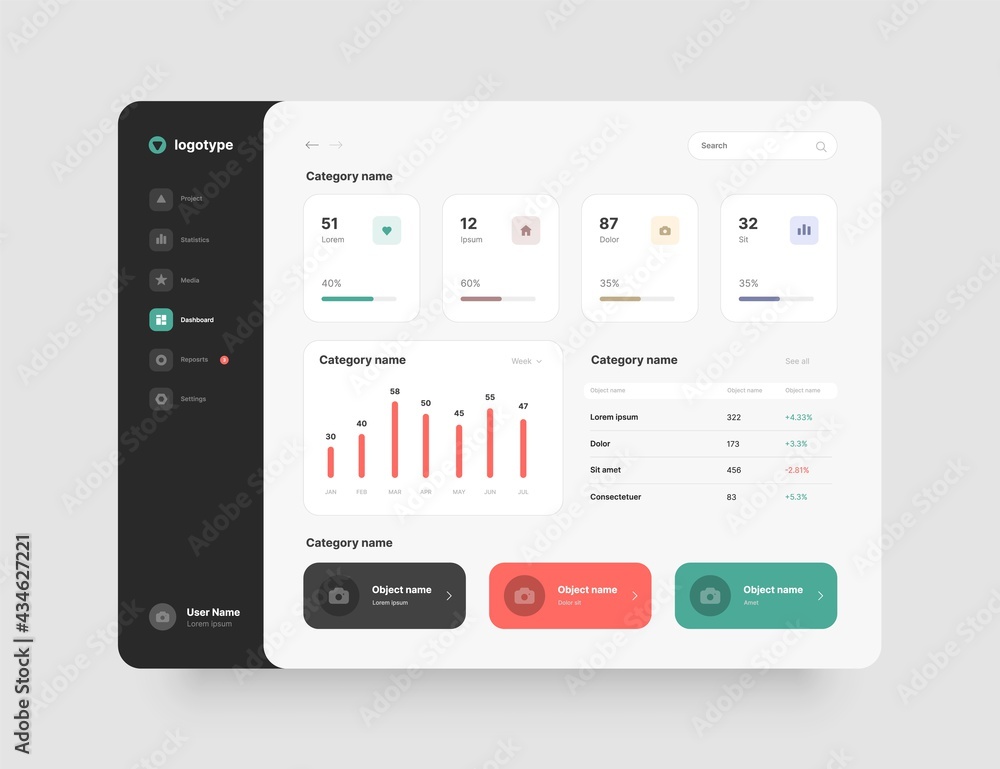 logotype
Project
Statistics
Media
Dashboard
Reposrts
Settings
User Name
Lorem ipsum
Search
Category name
51
Lorem
40%
12
Ipsum
60%
87
Dolor
35%
32
Sit
35%
Category name
Week
30
40
58
50
45
55
47
JAN
FEB
MAR
APR
MAY
JUN
JUL
Category name
See all
Object name Object name Object name
Lorem ipsum 322 +4.33%
Dolor 173 +3.3%
Sit amet 456 -2.81%
Consectetuer 83 +5.3%
Category name
Object name
Lorem ipsum
Object name
Dolor sit
Object name
Amet
Adobe Stock | #434627221
Adobe Stock